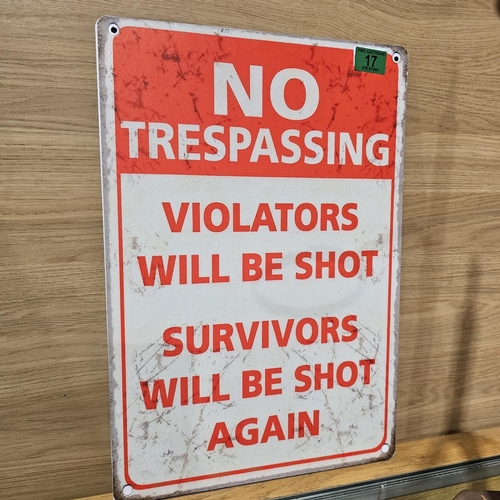 17
NO
TRESPASSING
VIOLATORS
WILL BE SHOT
SURVIVORS
WILL BE SHOT
AGAIN